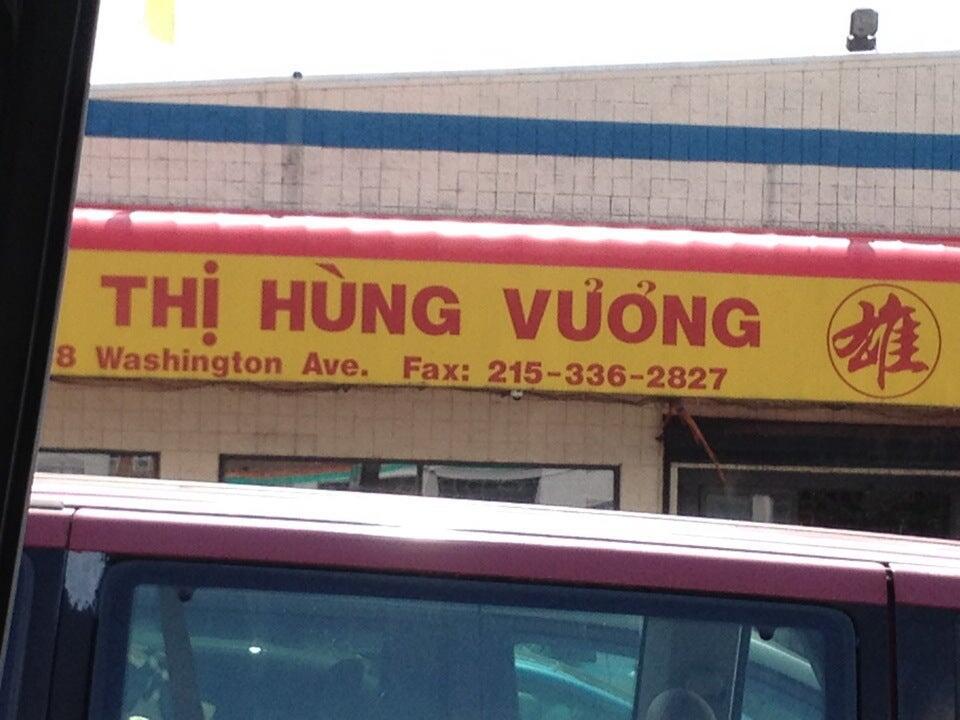 THỊ HÙNG VƯỞNG
8 Washington Ave. Fax: 215-336-2827
雄